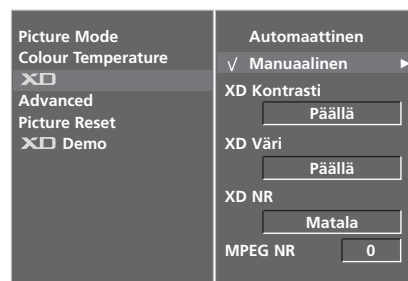 Picture Mode
Colour Temperature
XD
Advanced
Picture Reset
XD Demo
Automaattinen
√ Manuaalinen
XD Kontrasti
Päällä
XD Väri
Päällä
XD NR
Matala
MPEG NR 0